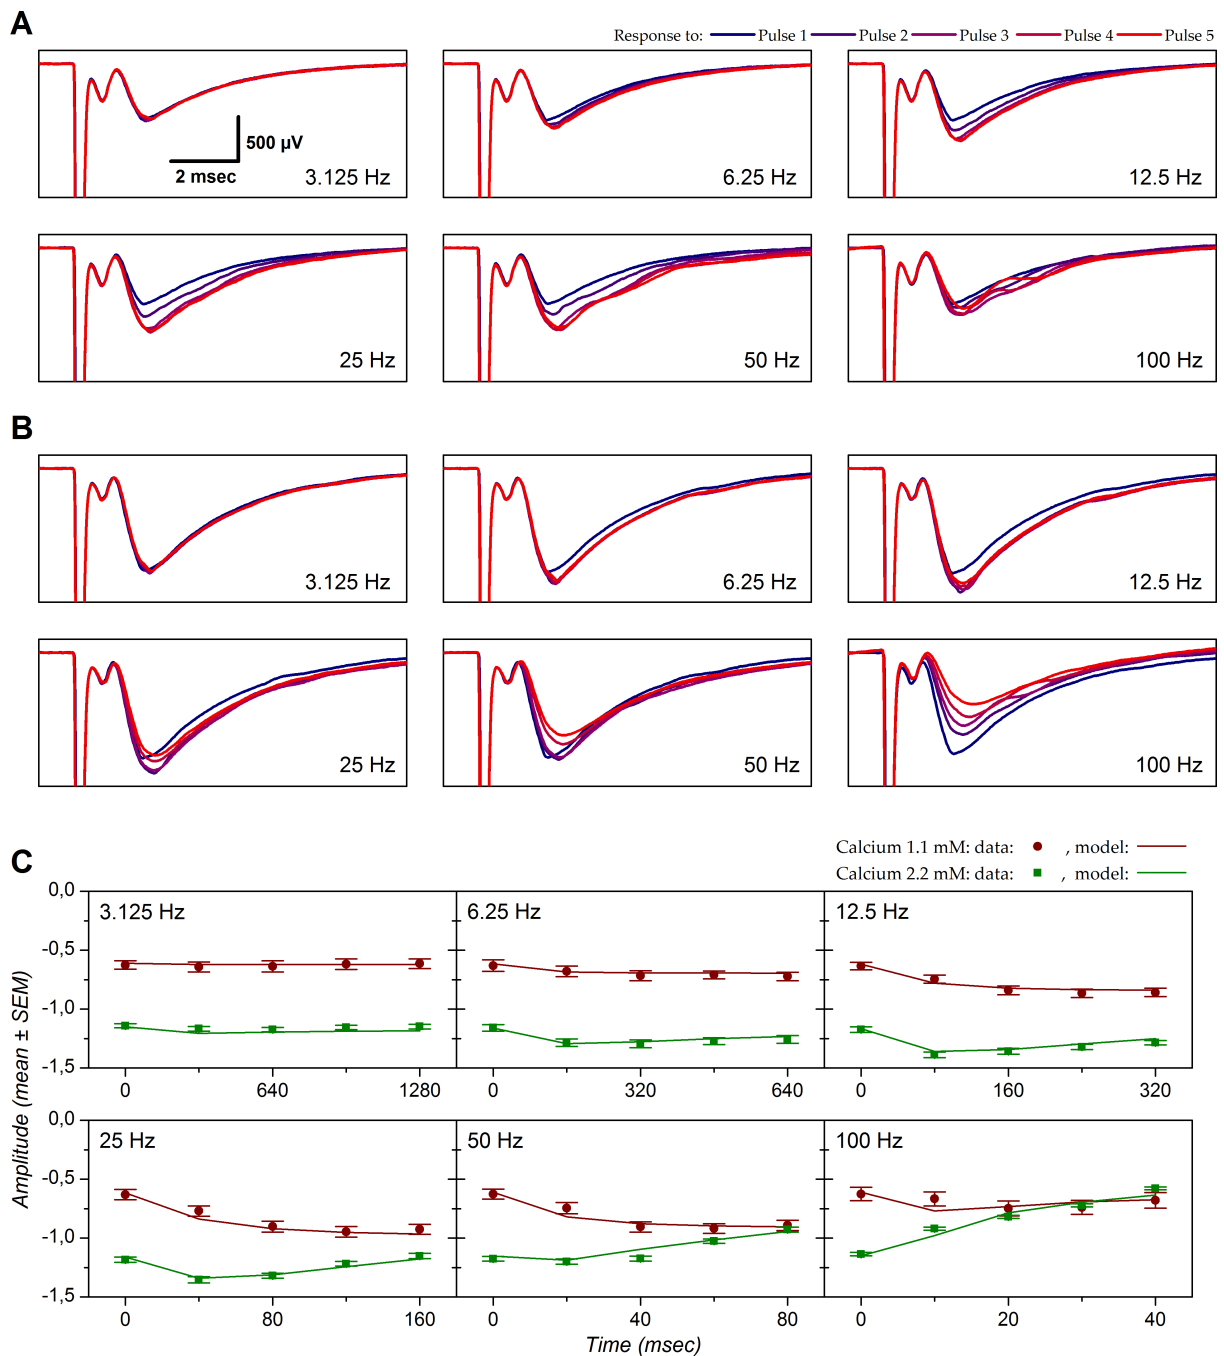 A
Response to: Pulse 1 Pulse 2 Pulse 3 Pulse 4 Pulse 5
500 µV
2 msec
3.125 Hz
6.25 Hz
12.5 Hz
25 Hz
50 Hz
100 Hz
B
3.125 Hz
6.25 Hz
12.5 Hz
25 Hz
50 Hz
100 Hz
C
Calcium 1.1 mM: data: , model:
Calcium 2.2 mM: data: , model:
Amplitude (mean ± SEM)
0,0
-0,5
-1,0
-1,5
3.125 Hz
6.25 Hz
12.5 Hz
0 640 1280
0 320 640
0 160 320
0,0
-0,5
-1,0
-1,5
25 Hz
50 Hz
100 Hz
0 80 160
0 40 80
0 20 40
Time (msec)